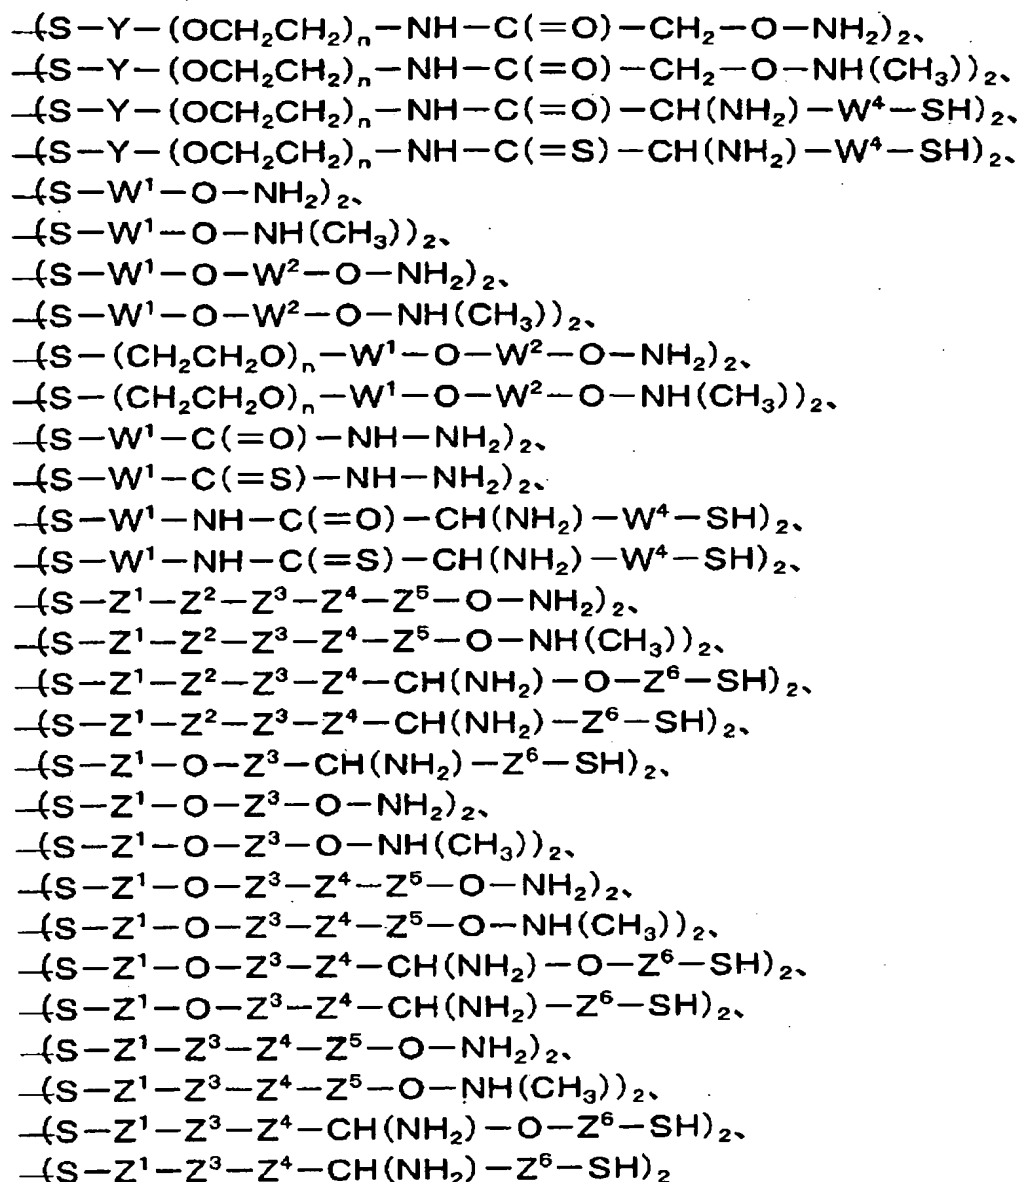 -(S-Y-(OCH₂CH₂)ₙ-NH-C(=O)-CH₂-O-NH₂)₂、
-(S-Y-(OCH₂CH₂)ₙ-NH-C(=O)-CH₂-O-NH(CH₃))₂、
-(S-Y-(OCH₂CH₂)ₙ-NH-C(=O)-CH(NH₂)-W⁴-SH)₂、
-(S-Y-(OCH₂CH₂)ₙ-NH-C(=S)-CH(NH₂)-W⁴-SH)₂、
-(S-W¹-O-NH₂)₂、
-(S-W¹-O-NH(CH₃))₂、
-(S-W¹-O-W²-O-NH₂)₂、
-(S-W¹-O-W²-O-NH(CH₃))₂、
-(S-(CH₂CH₂O)ₙ-W¹-O-W²-O-NH₂)₂、
-(S-(CH₂CH₂O)ₙ-W¹-O-W²-O-NH(CH₃))₂、
-(S-W¹-C(=O)-NH-NH₂)₂、
-(S-W¹-C(=S)-NH-NH₂)₂、
-(S-W¹-NH-C(=O)-CH(NH₂)-W⁴-SH)₂、
-(S-W¹-NH-C(=S)-CH(NH₂)-W⁴-SH)₂、
-(S-Z¹-Z²-Z³-Z⁴-Z⁵-O-NH₂)₂、
-(S-Z¹-Z²-Z³-Z⁴-Z⁵-O-NH(CH₃))₂、
-(S-Z¹-Z²-Z³-Z⁴-CH(NH₂)-O-Z⁶-SH)₂、
-(S-Z¹-Z²-Z³-Z⁴-CH(NH₂)-Z⁶-SH)₂、
-(S-Z¹-O-Z³-CH(NH₂)-Z⁶-SH)₂、
-(S-Z¹-O-Z³-O-NH₂)₂、
-(S-Z¹-O-Z³-O-NH(CH₃))₂、
-(S-Z¹-O-Z³-Z⁴-Z⁵-O-NH₂)₂、
-(S-Z¹-O-Z³-Z⁴-Z⁵-O-NH(CH₃))₂、
-(S-Z¹-O-Z³-Z⁴-CH(NH₂)-O-Z⁶-SH)₂、
-(S-Z¹-O-Z³-Z⁴-CH(NH₂)-Z⁶-SH)₂、
-(S-Z¹-Z³-Z⁴-Z⁵-O-NH₂)₂、
-(S-Z¹-Z³-Z⁴-Z⁵-O-NH(CH₃))₂、
-(S-Z¹-Z³-Z⁴-CH(NH₂)-O-Z⁶-SH)₂、
-(S-Z¹-Z³-Z⁴-CH(NH₂)-Z⁶-SH)₂